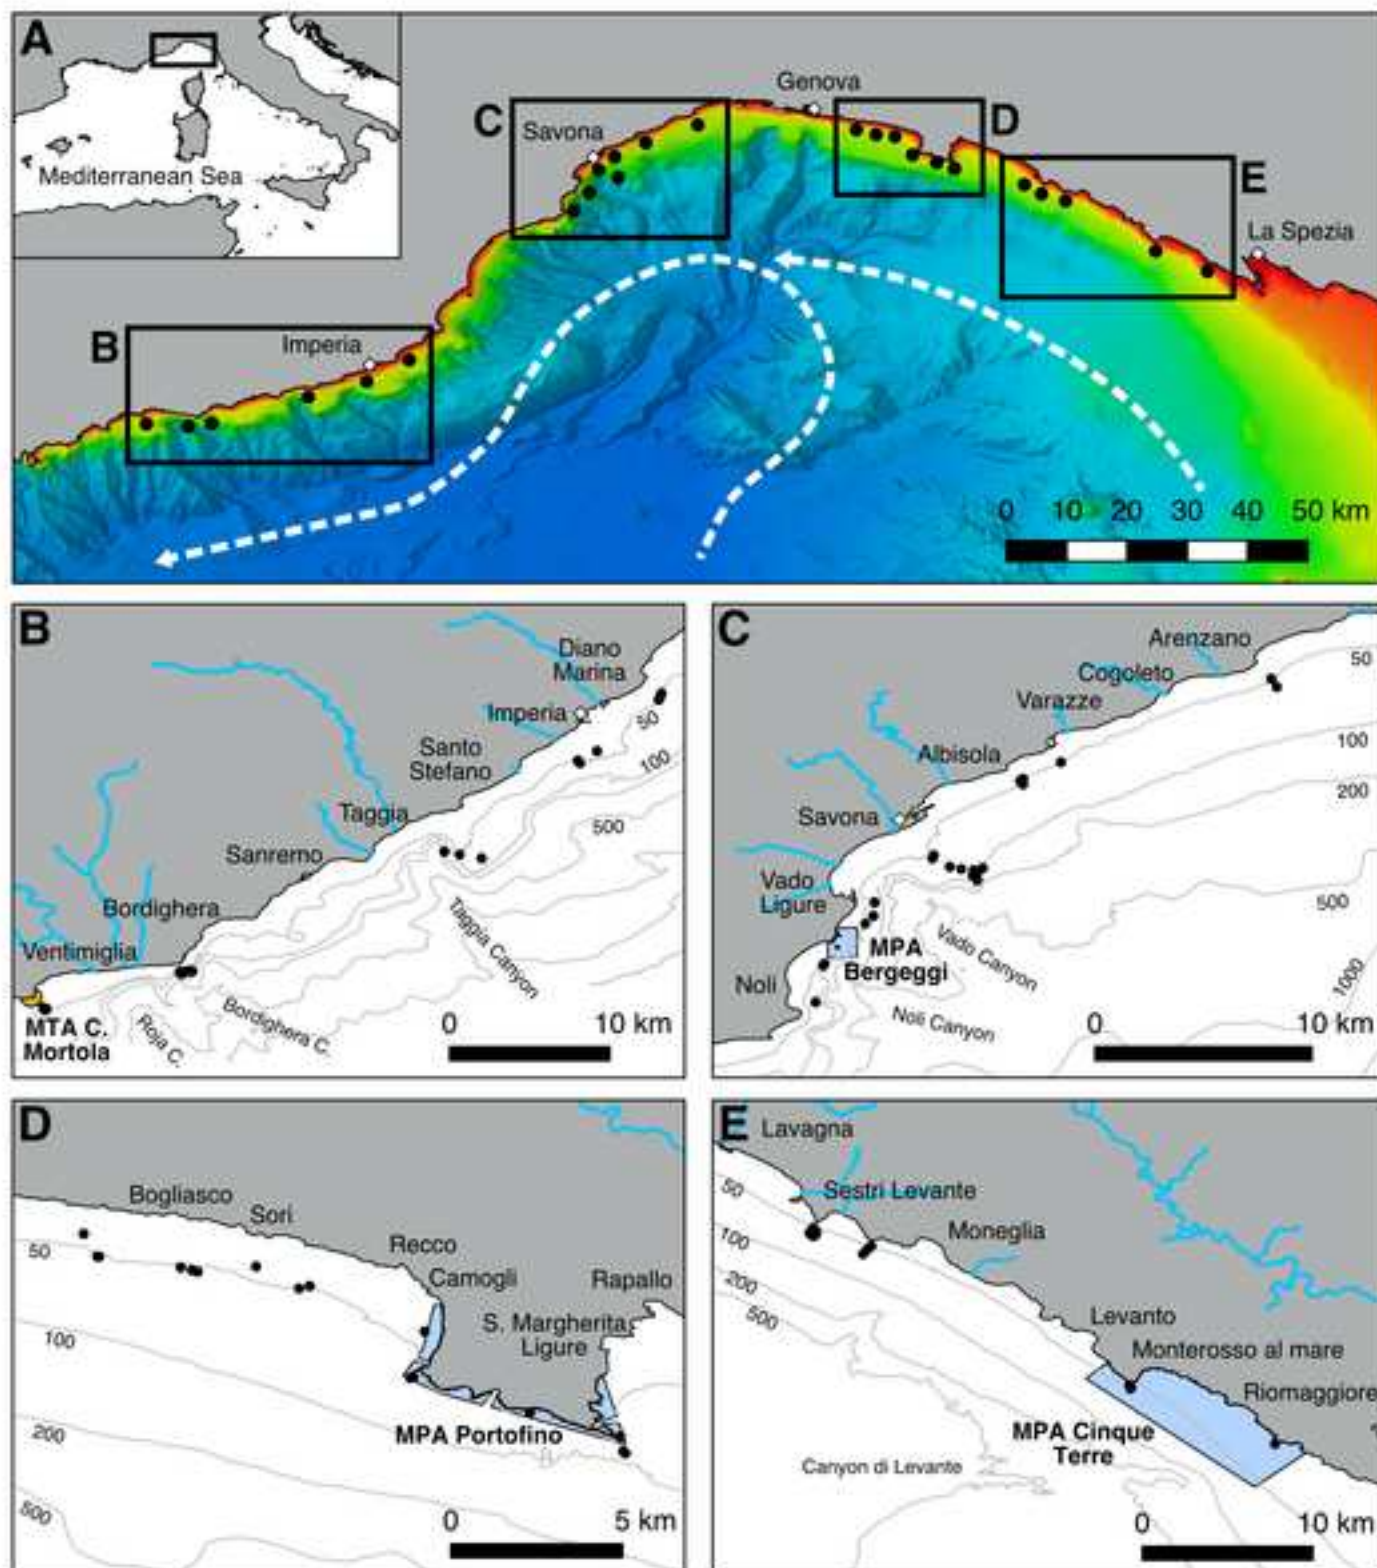 A
Mediterranean Sea
Genova
C
Savona
D
E
La Spezia
B
Imperia
0 10 20 30 40 50 km
B
Diano
Marina
Imperia
50
Santo
Stefano
100
Taggia
500
Sanremo
Bordighera
Taggia Canyon
Ventimiglia
MTA C.
Mortola
Roja C.
Bordighera C.
0 10 km
C
Arenzano
50
Cogoleto
Varazze
100
Albisola
200
Savona
Vado
Ligure
500
MPA
Bergeggi
Vado Canyon
Noli
1000
Noli Canyon
0 10 km
D
Bogliasco
Sori
50
Recco
Camogli
Rapallo
S. Margherita
Ligure
100
MPA Portofino
200
500
0 5 km
E
Lavagna
50
Sestri Levante
Moneglia
100
200
500
Levanto
Monterosso al mare
Riomaggiore
MPA Cinque
Terre
Canyon di Levante
0 10 km